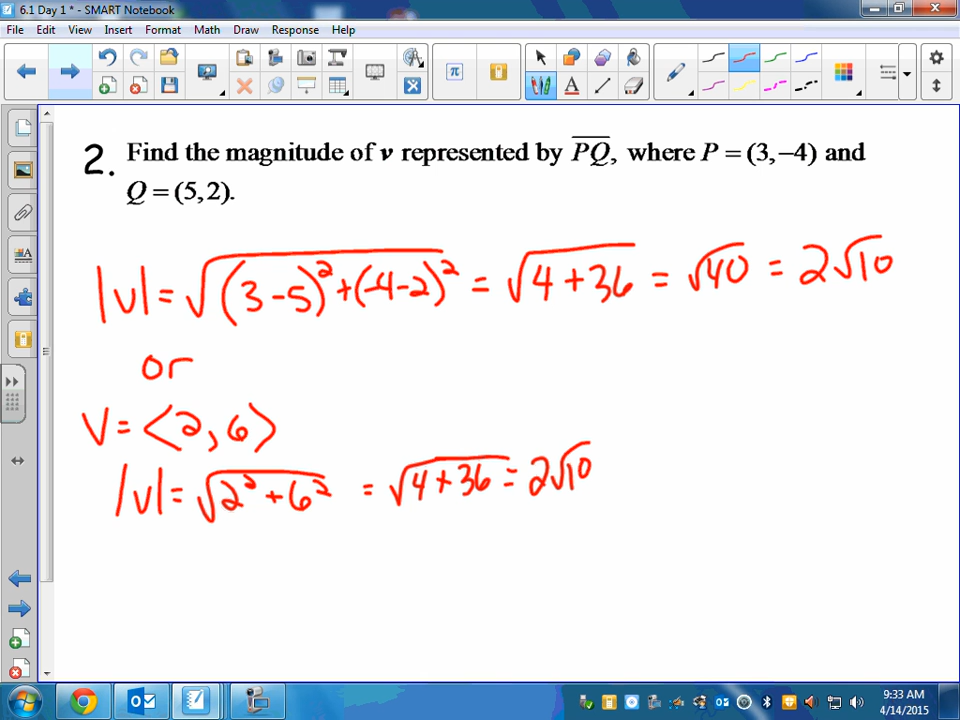 6.1 Day 1 * - SMART Notebook
File Edit View Insert Format Math Draw Response Help
2. Find the magnitude of v represented by P̅Q̅, where P = (3,−4) and
Q = (5,2).
|v| = √((3-5)²+(-4-2)²) = √(4+36) = √40 = 2√10
or
V = ⟨2,6⟩
|v| = √(2²+6²) = √(4+36) = 2√10
9:33 AM
4/14/2015